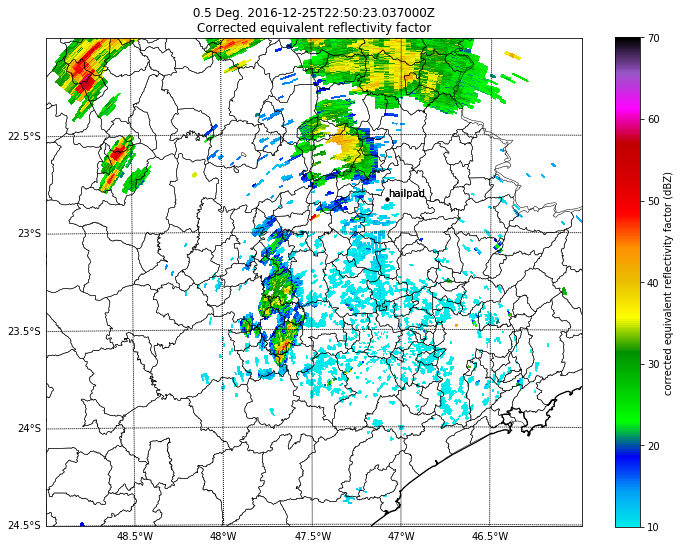 0.5 Deg. 2016-12-25T22:50:23.037000Z
Corrected equivalent reflectivity factor
70
60
50
40
30
20
10
corrected equivalent reflectivity factor (dBZ)
22.5°S
23°S
23.5°S
24°S
24.5°S
hailpad
48.5°W
48°W
47.5°W
47°W
46.5°W